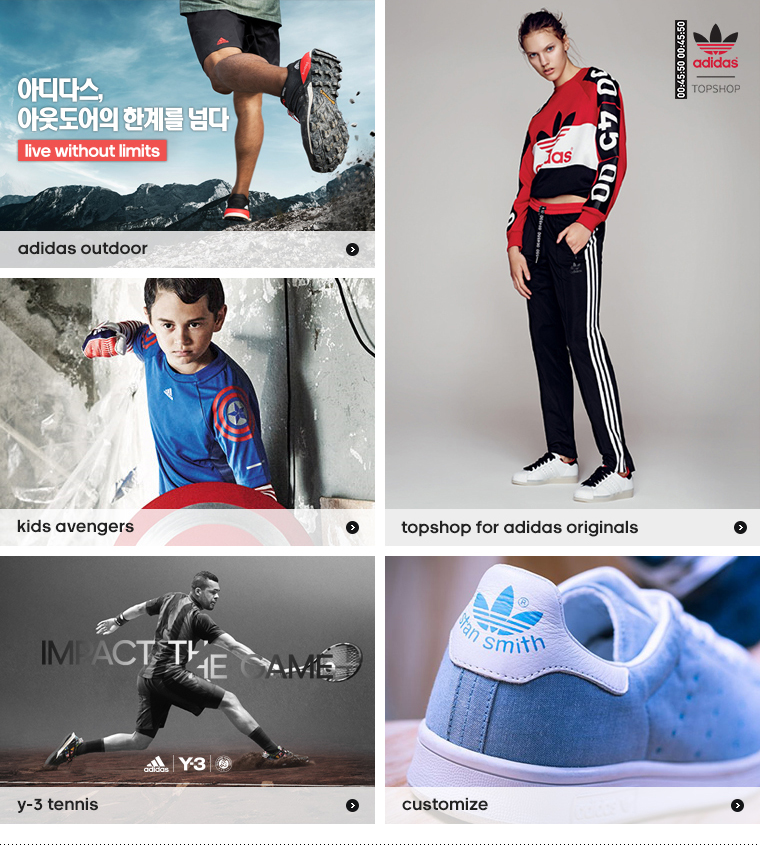 아디다스,
아웃도어의 한계를 넘다
live without limits
adidas outdoor
00:45:50 00:45:50
adidas
TOPSHOP
adidas
topshop for adidas originals
kids avengers
IMPACT THE
THE GAME
adidas Y-3
y-3 tennis
stan smith
customize